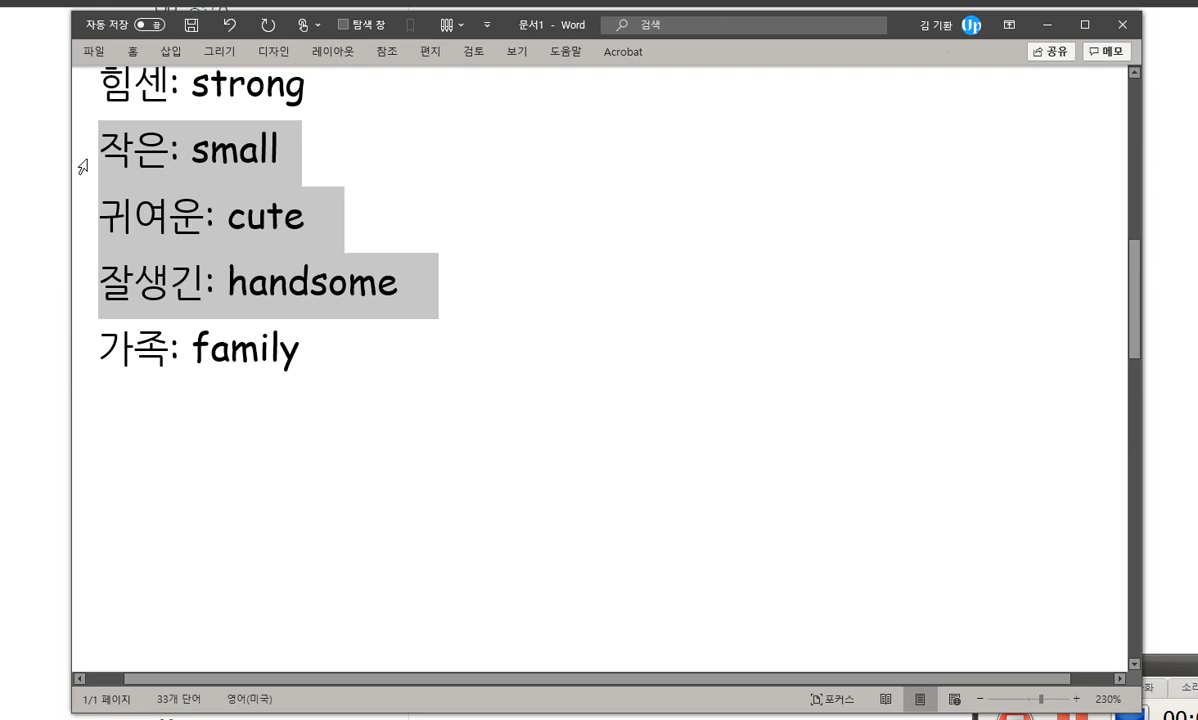 자동 저장 끔 탐색 창 문서1 - Word 검색 김 기환 Up
파일 홈 삽입 그리기 디자인 레이아웃 참조 편지 검토 보기 도움말 Acrobat 공유 메모
힘센: strong
작은: small
귀여운: cute
잘생긴: handsome
가족: family
1/1 페이지 33개 단어 영어(미국) 포커스 - + 230%